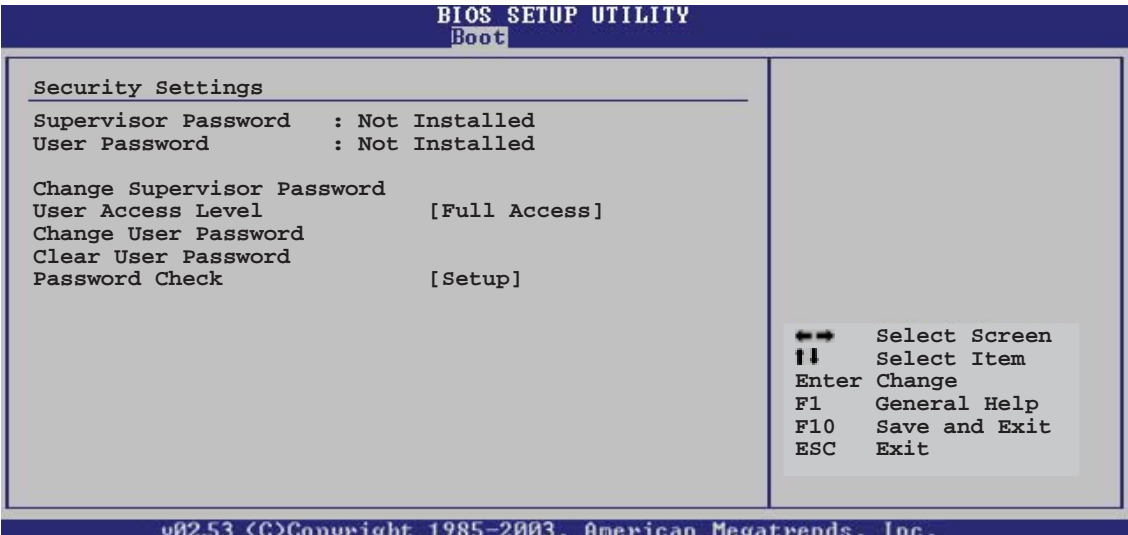 BIOS SETUP UTILITY
Boot
Security Settings
Supervisor Password : Not Installed
User Password : Not Installed
Change Supervisor Password
User Access Level [Full Access]
Change User Password
Clear User Password
Password Check [Setup]
←→ Select Screen
↑↓ Select Item
Enter Change
F1 General Help
F10 Save and Exit
ESC Exit
v02.53 (C)Copyright 1985-2003, American Megatrends, Inc.